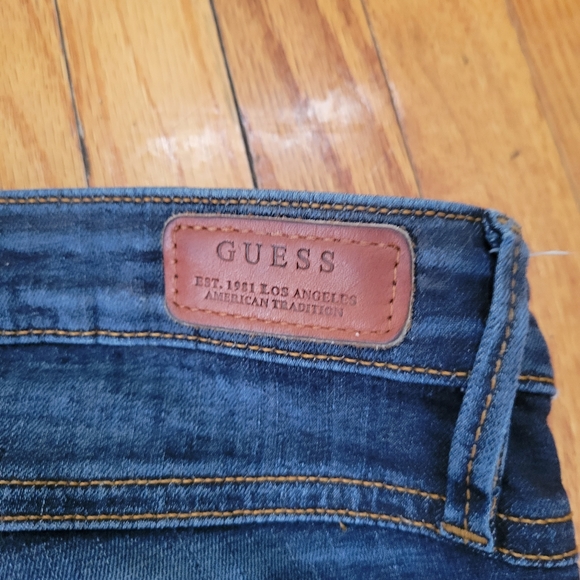 GUESS
EST. 1981 LOS ANGELES
AMERICAN TRADITION